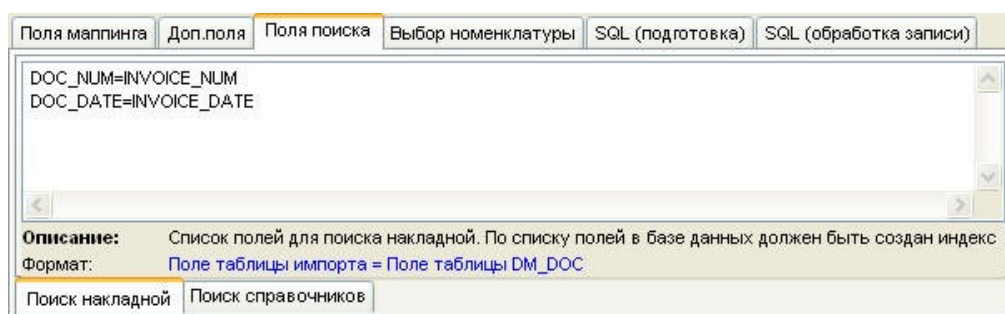 Поля маппинга Доп.поля Поля поиска Выбор номенклатуры SQL (подготовка) SQL (обработка записи)
DOC_NUM=INVOICE_NUM
DOC_DATE=INVOICE_DATE
Описание: Список полей для поиска накладной. По списку полей в базе данных должен быть создан индекс
Формат: Поле таблицы импорта = Поле таблицы DM_DOC
Поиск накладной Поиск справочников